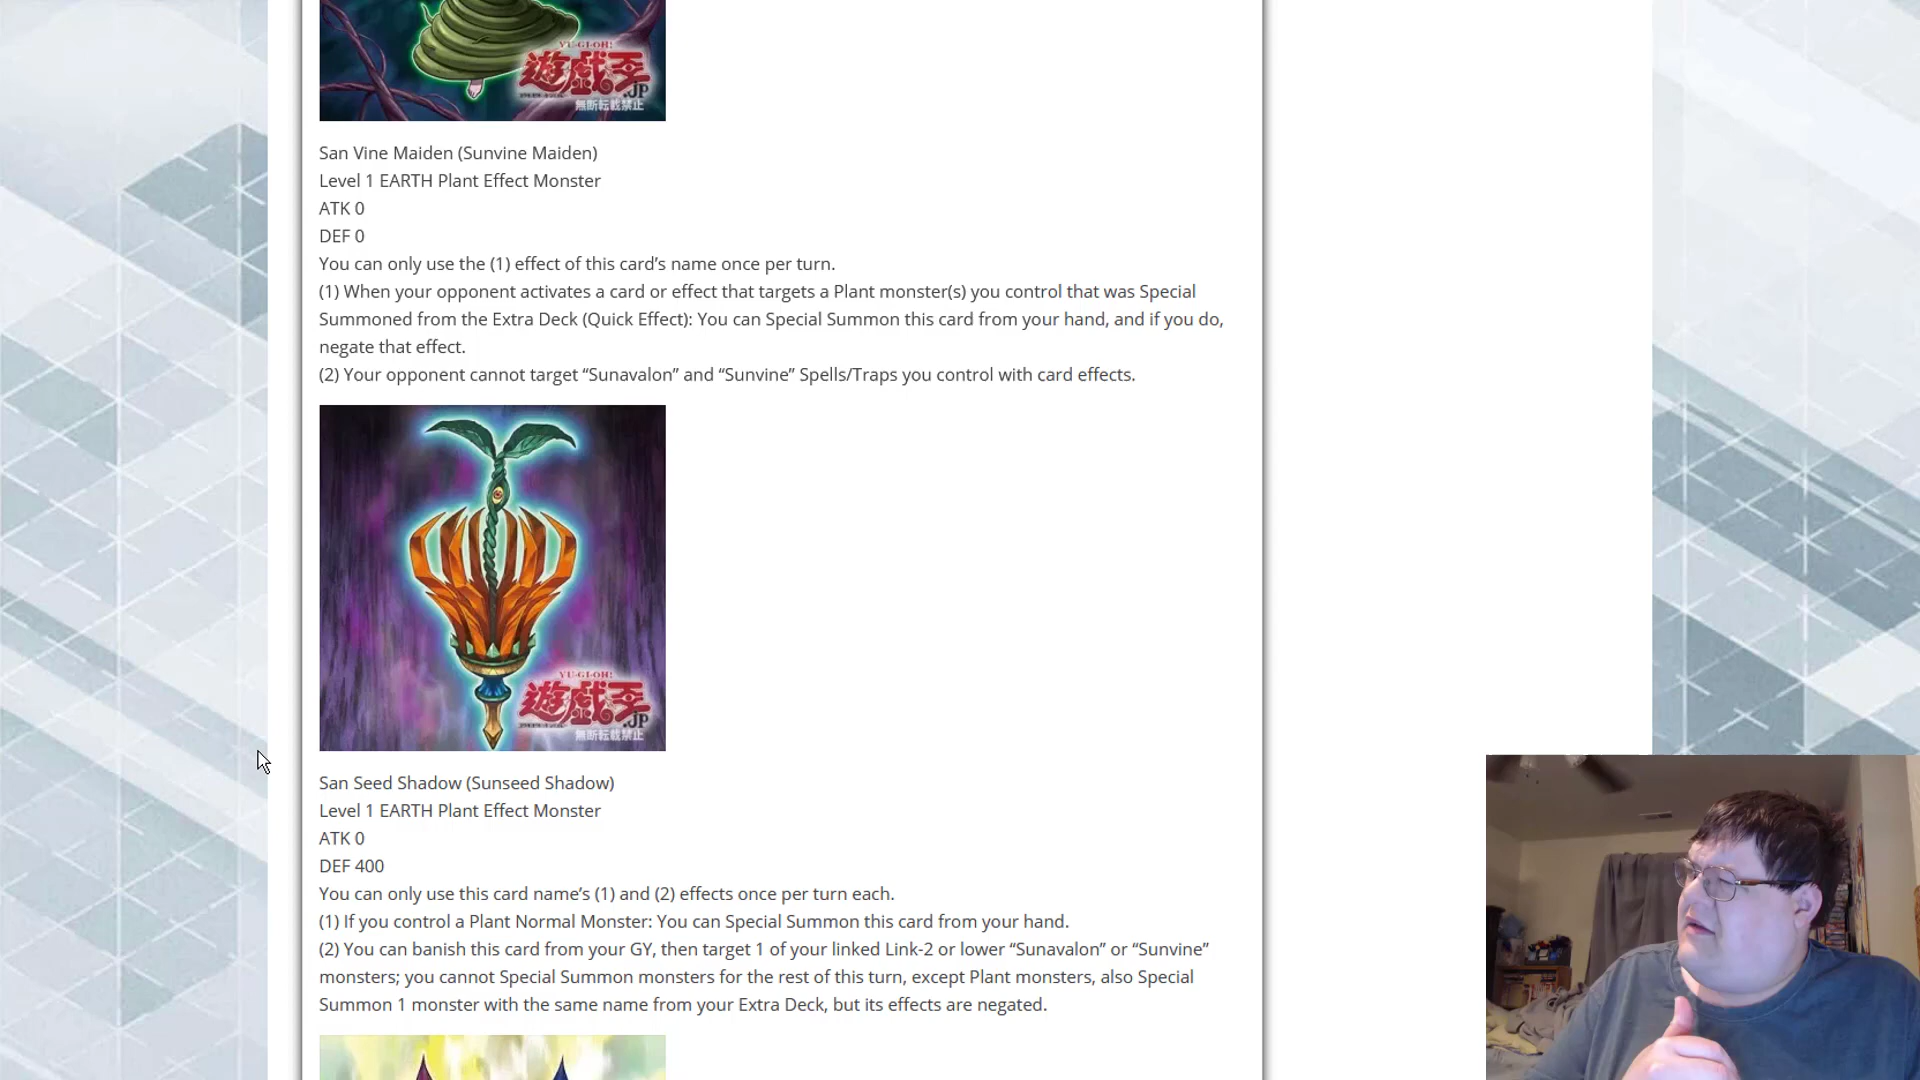 YU-GI-OH!
遊戯王
.JP
無断転載禁止
San Vine Maiden (Sunvine Maiden)
Level 1 EARTH Plant Effect Monster
ATK 0
DEF 0
You can only use the (1) effect of this card’s name once per turn.
(1) When your opponent activates a card or effect that targets a Plant monster(s) you control that was Special
Summoned from the Extra Deck (Quick Effect): You can Special Summon this card from your hand, and if you do,
negate that effect.
(2) Your opponent cannot target “Sunavalon” and “Sunvine” Spells/Traps you control with card effects.
YU-GI-OH!
遊戯王
.JP
無断転載禁止
San Seed Shadow (Sunseed Shadow)
Level 1 EARTH Plant Effect Monster
ATK 0
DEF 400
You can only use this card name’s (1) and (2) effects once per turn each.
(1) If you control a Plant Normal Monster: You can Special Summon this card from your hand.
(2) You can banish this card from your GY, then target 1 of your linked Link-2 or lower “Sunavalon” or “Sunvine”
monsters; you cannot Special Summon monsters for the rest of this turn, except Plant monsters, also Special
Summon 1 monster with the same name from your Extra Deck, but its effects are negated.